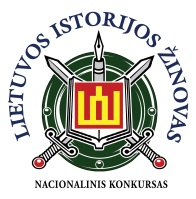 LIETUVOS ISTORIJOS ŽINOVAS
NACIONALINIS KONKURSAS